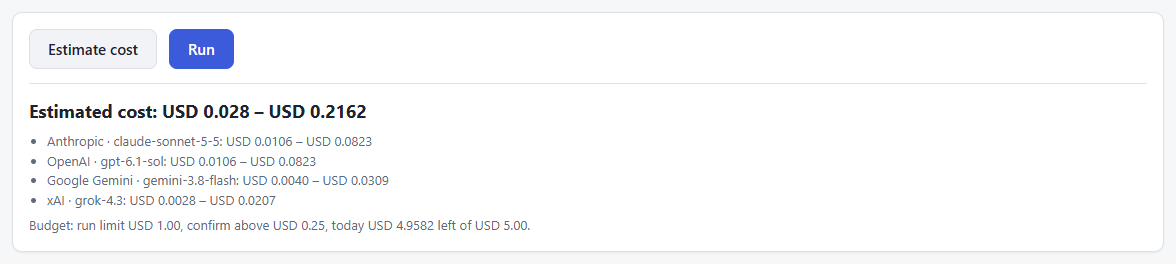 Estimate cost
Run
Estimated cost: USD 0.028 – USD 0.2162
• Anthropic · claude-sonnet-5-5: USD 0.0106 – USD 0.0823
• OpenAI · gpt-6.1-sol: USD 0.0106 – USD 0.0823
• Google Gemini · gemini-3.8-flash: USD 0.0040 – USD 0.0309
• xAI · grok-4.3: USD 0.0028 – USD 0.0207
Budget: run limit USD 1.00, confirm above USD 0.25, today USD 4.9582 left of USD 5.00.